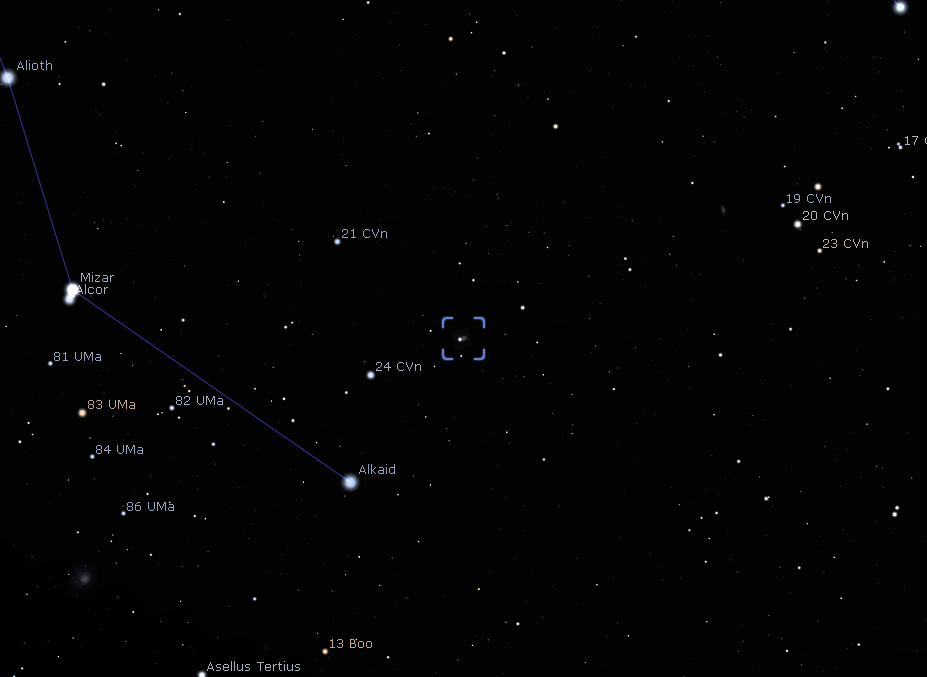 Alioth
17
19 CVn
20 CVn
21 CVn
23 CVn
Mizar
Alcor
81 UMa
24 CVn
82 UMa
83 UMa
84 UMa
Alkaid
86 UMa
13 Boo
Asellus Tertius